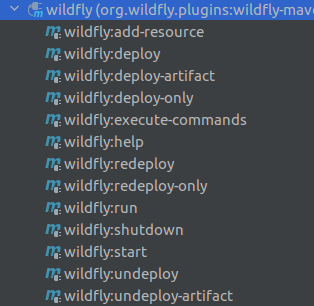 wildfly (org.wildfly.plugins:wildfly-mav
wildfly:add-resource
wildfly:deploy
wildfly:deploy-artifact
wildfly:deploy-only
wildfly:execute-commands
wildfly:help
wildfly:redeploy
wildfly:redeploy-only
wildfly:run
wildfly:shutdown
wildfly:start
wildfly:undeploy
wildfly:undeploy-artifact